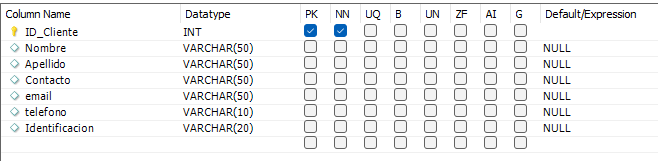 Column Name Datatype PK NN UQ B UN ZF AI G Default/Expression
ID_Cliente INT
Nombre VARCHAR(50) NULL
Apellido VARCHAR(50) NULL
Contacto VARCHAR(50) NULL
email VARCHAR(50) NULL
telefono VARCHAR(10) NULL
Identificacion VARCHAR(20) NULL